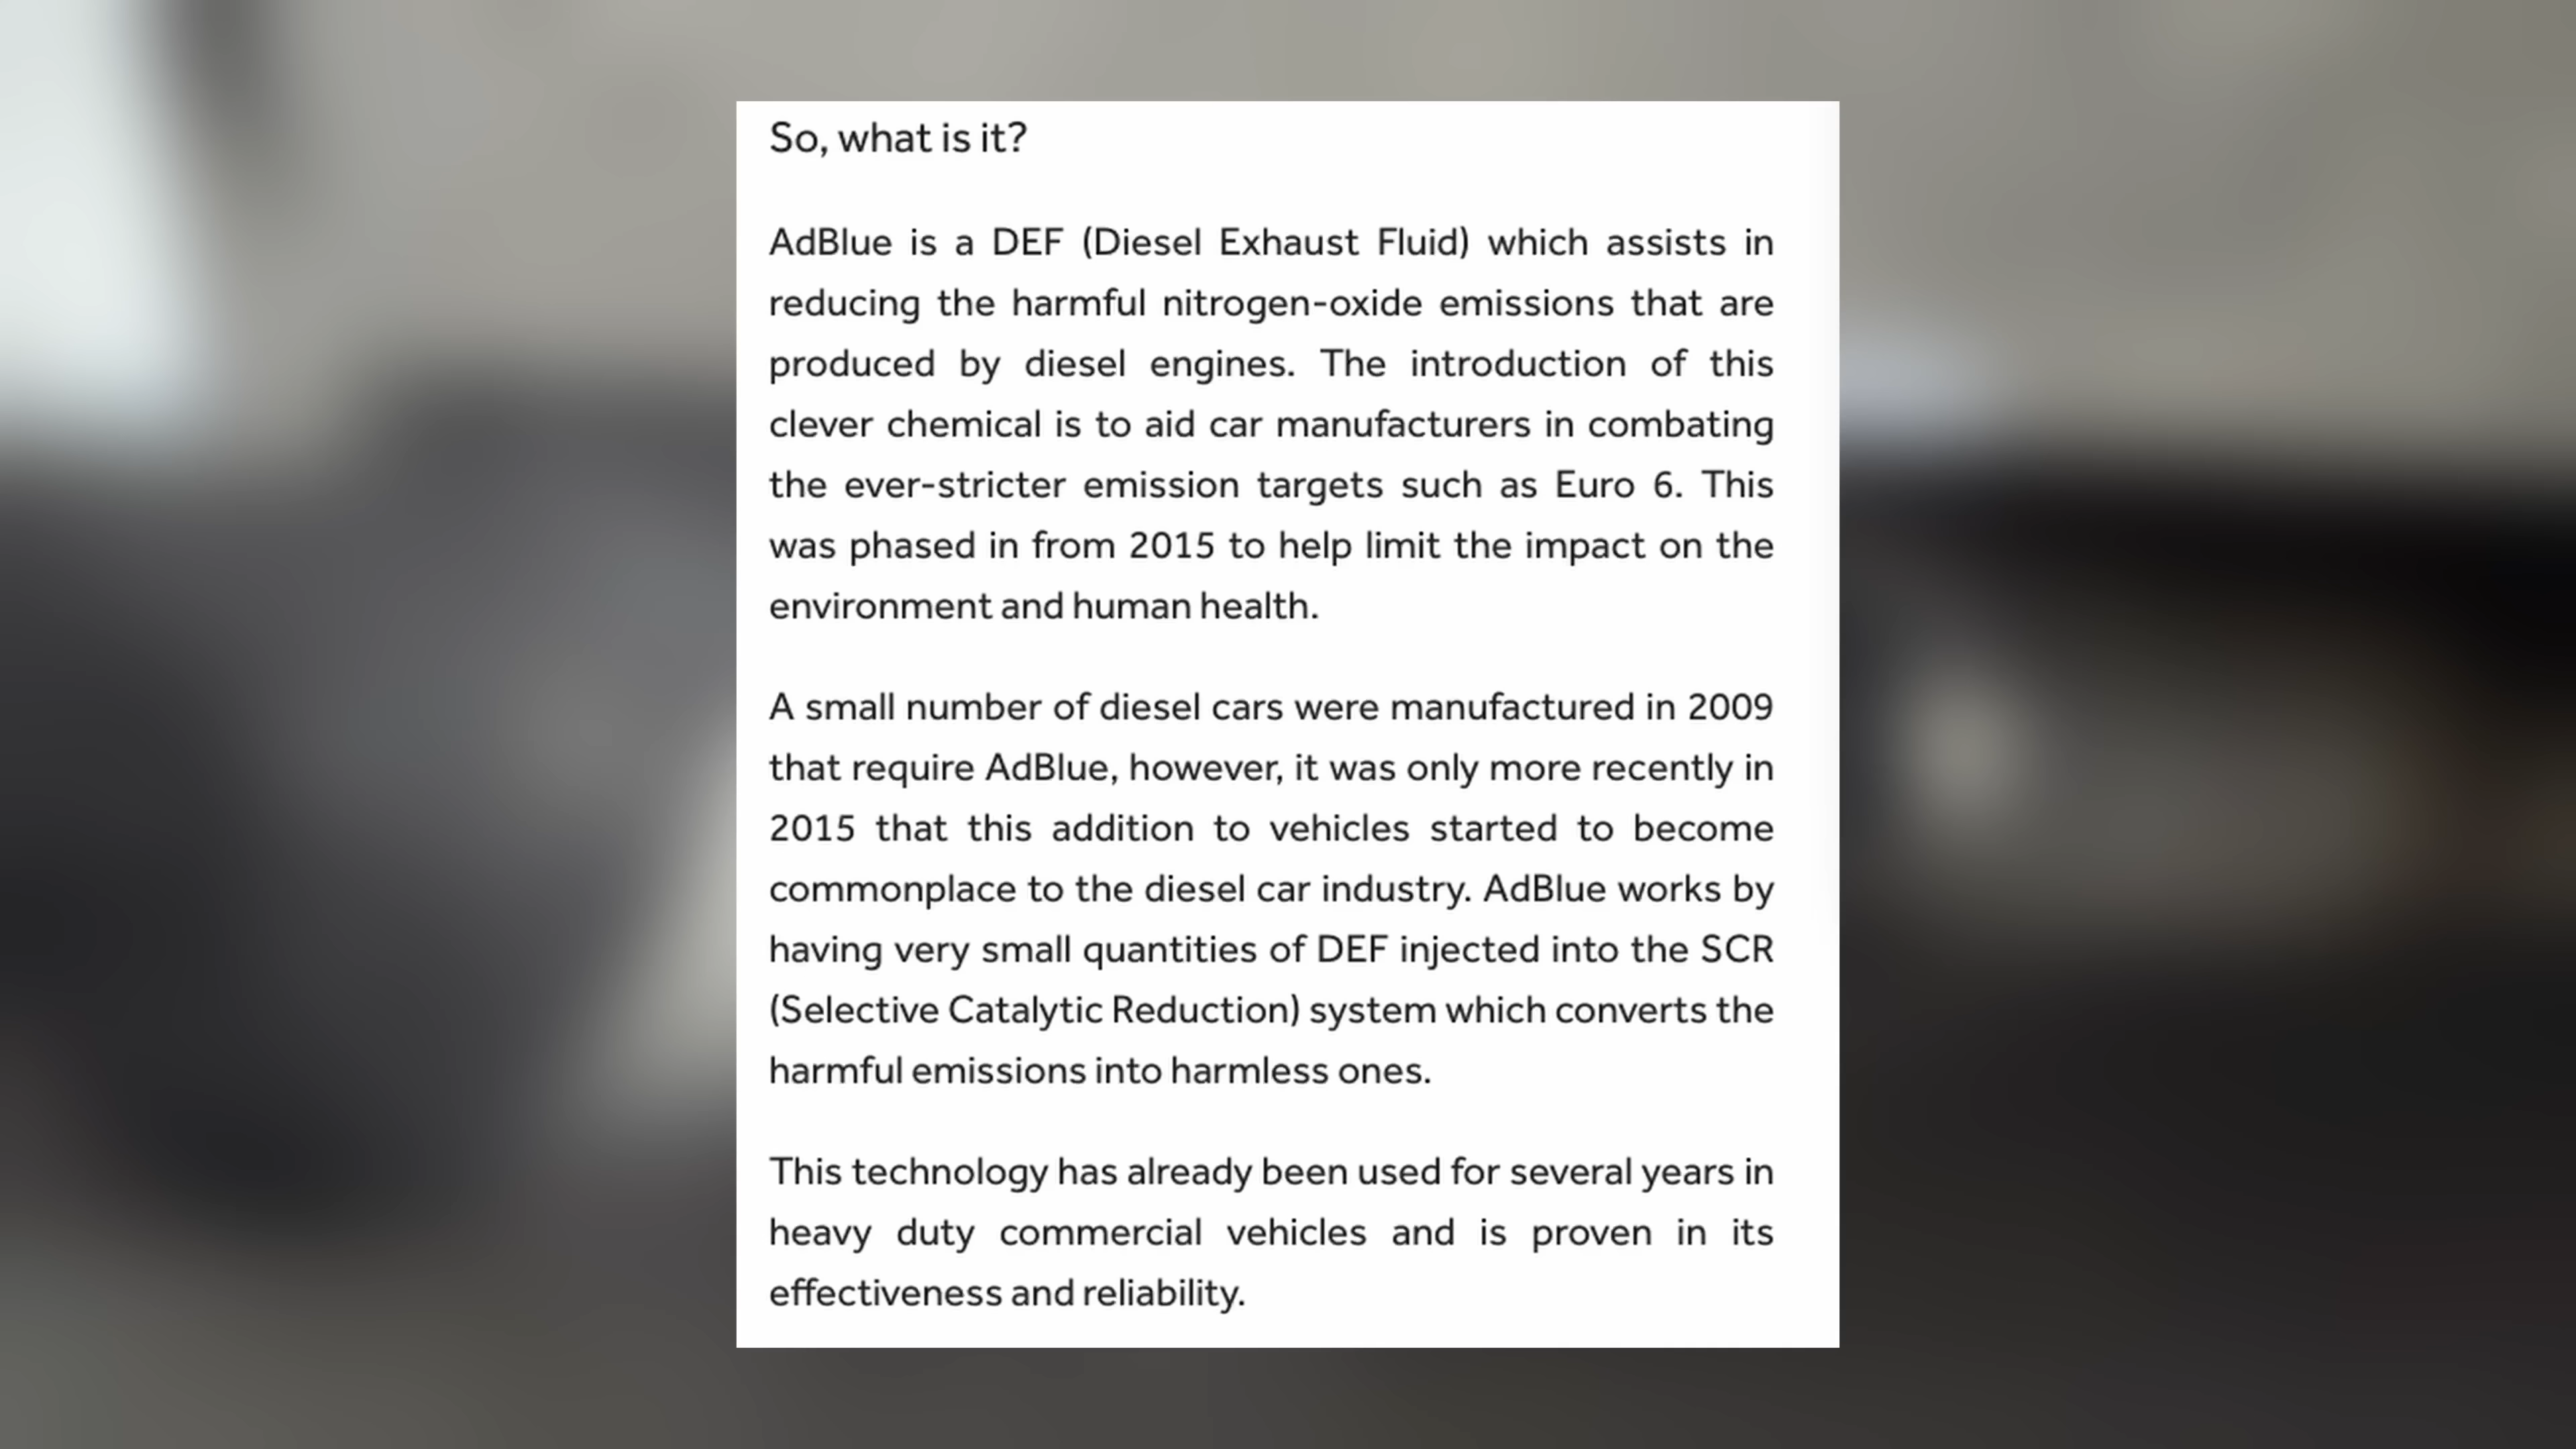 So, what is it?
AdBlue is a DEF (Diesel Exhaust Fluid) which assists in
reducing the harmful nitrogen-oxide emissions that are
produced by diesel engines. The introduction of this
clever chemical is to aid car manufacturers in combating
the ever-stricter emission targets such as Euro 6. This
was phased in from 2015 to help limit the impact on the
environment and human health.
A small number of diesel cars were manufactured in 2009
that require AdBlue, however, it was only more recently in
2015 that this addition to vehicles started to become
commonplace to the diesel car industry. AdBlue works by
having very small quantities of DEF injected into the SCR
(Selective Catalytic Reduction) system which converts the
harmful emissions into harmless ones.
This technology has already been used for several years in
heavy duty commercial vehicles and is proven in its
effectiveness and reliability.